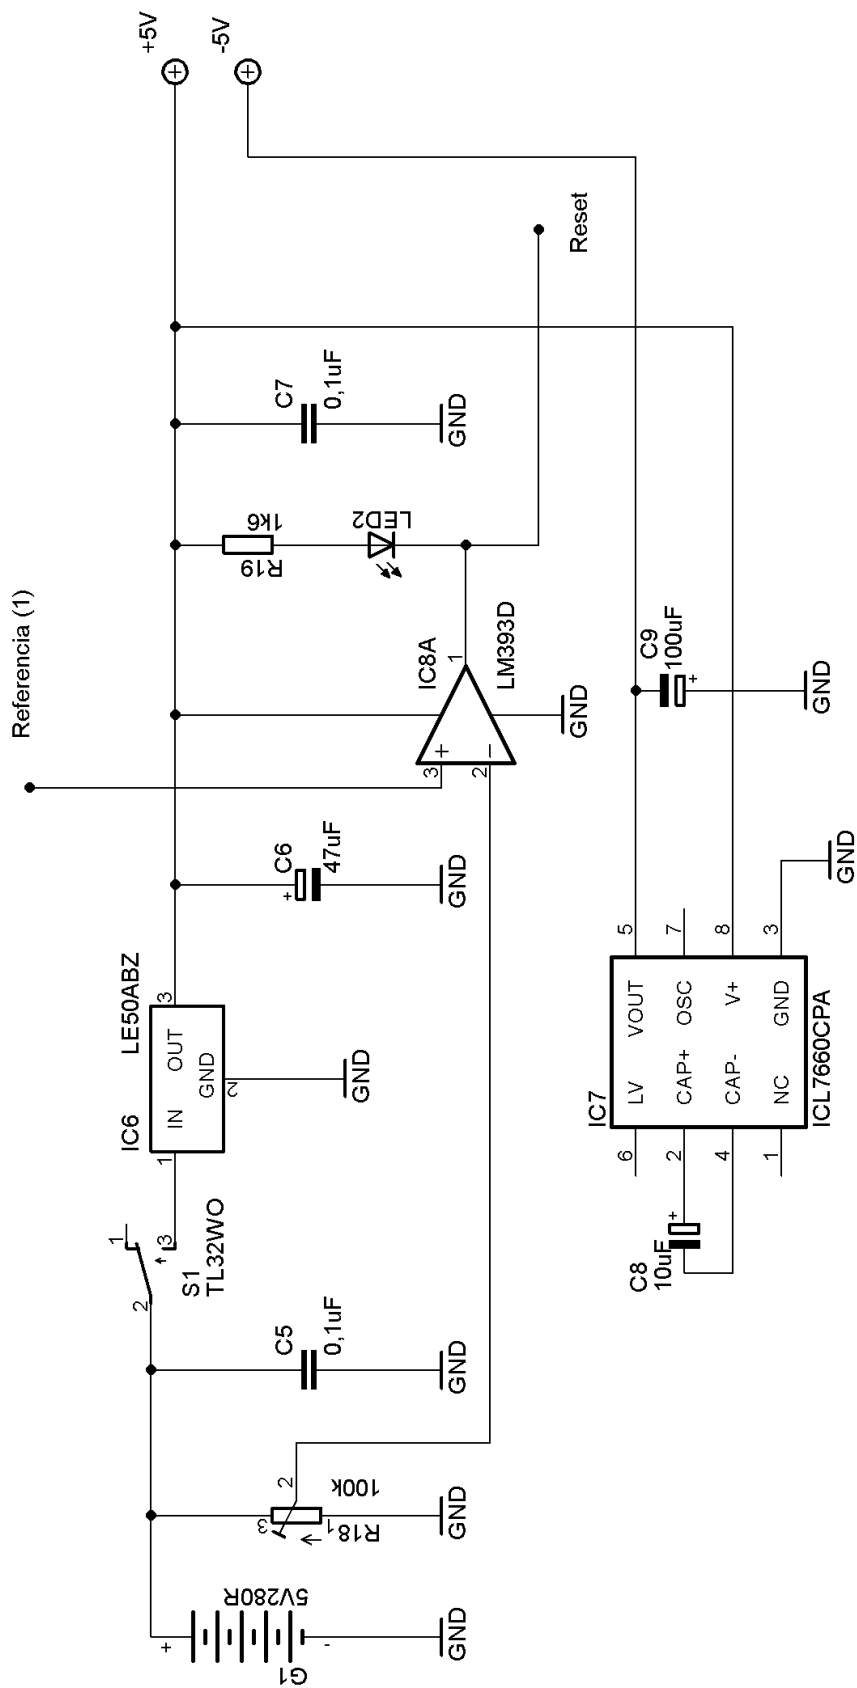 +5V
-5V
Reset
Referencia (1)
C7
0,1uF
GND
1k6
R19
LED2
IC8A
LM393D
1
3
2
+
-
GND
C6
47uF
+
GND
LE50ABZ
IC6
IN
OUT
GND
1
3
2
GND
S1
TL32WO
1
2
3
C5
0,1uF
GND
R18
100k
1
2
3
GND
G1
5V280R
+
-
GND
C9
100uF
+
GND
IC7
ICL7660CPA
LV
VOUT
CAP+
OSC
CAP-
V+
NC
GND
6
5
2
7
4
8
1
3
GND
C8
10uF
+